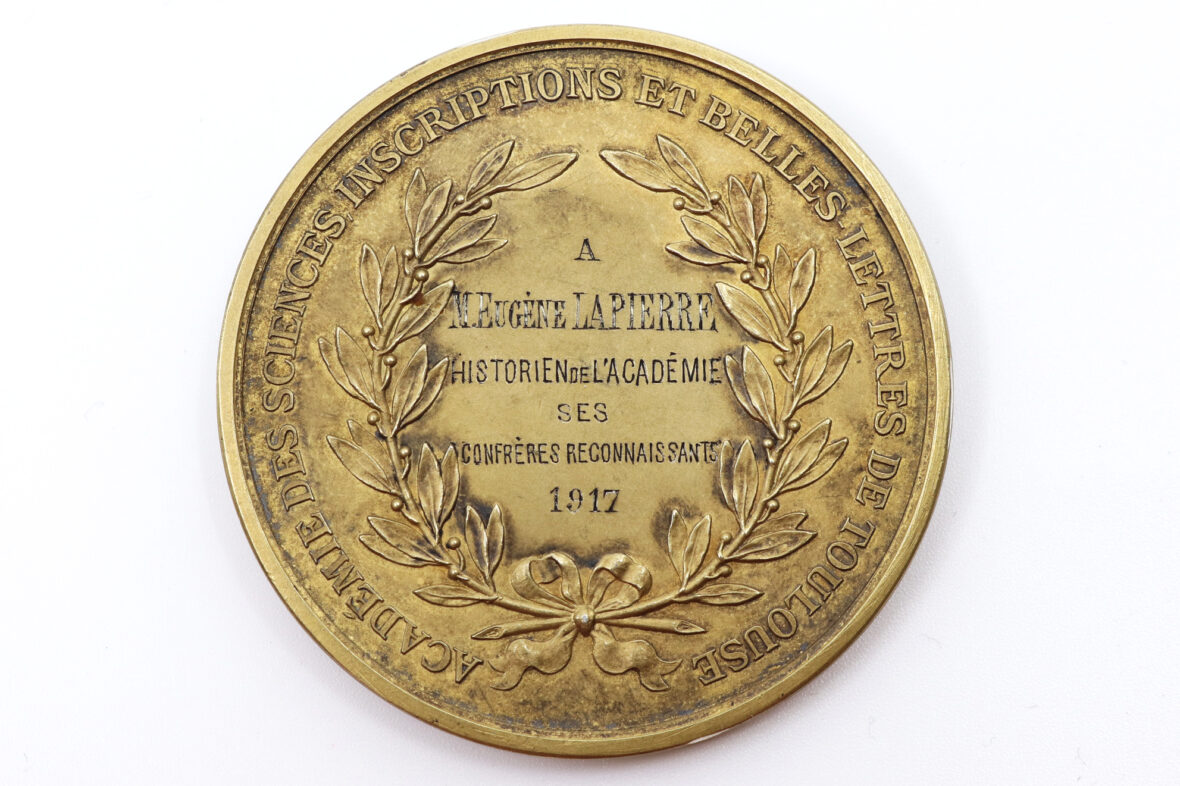 ACADÉMIE DES SCIENCES, INSCRIPTIONS ET BELLES-LETTRES DE TOULOUSE
A
M. EUGÈNE LAPIERRE
HISTORIEN DE L'ACADÉMIE
SES
CONFRÈRES RECONNAISSANTS
1917